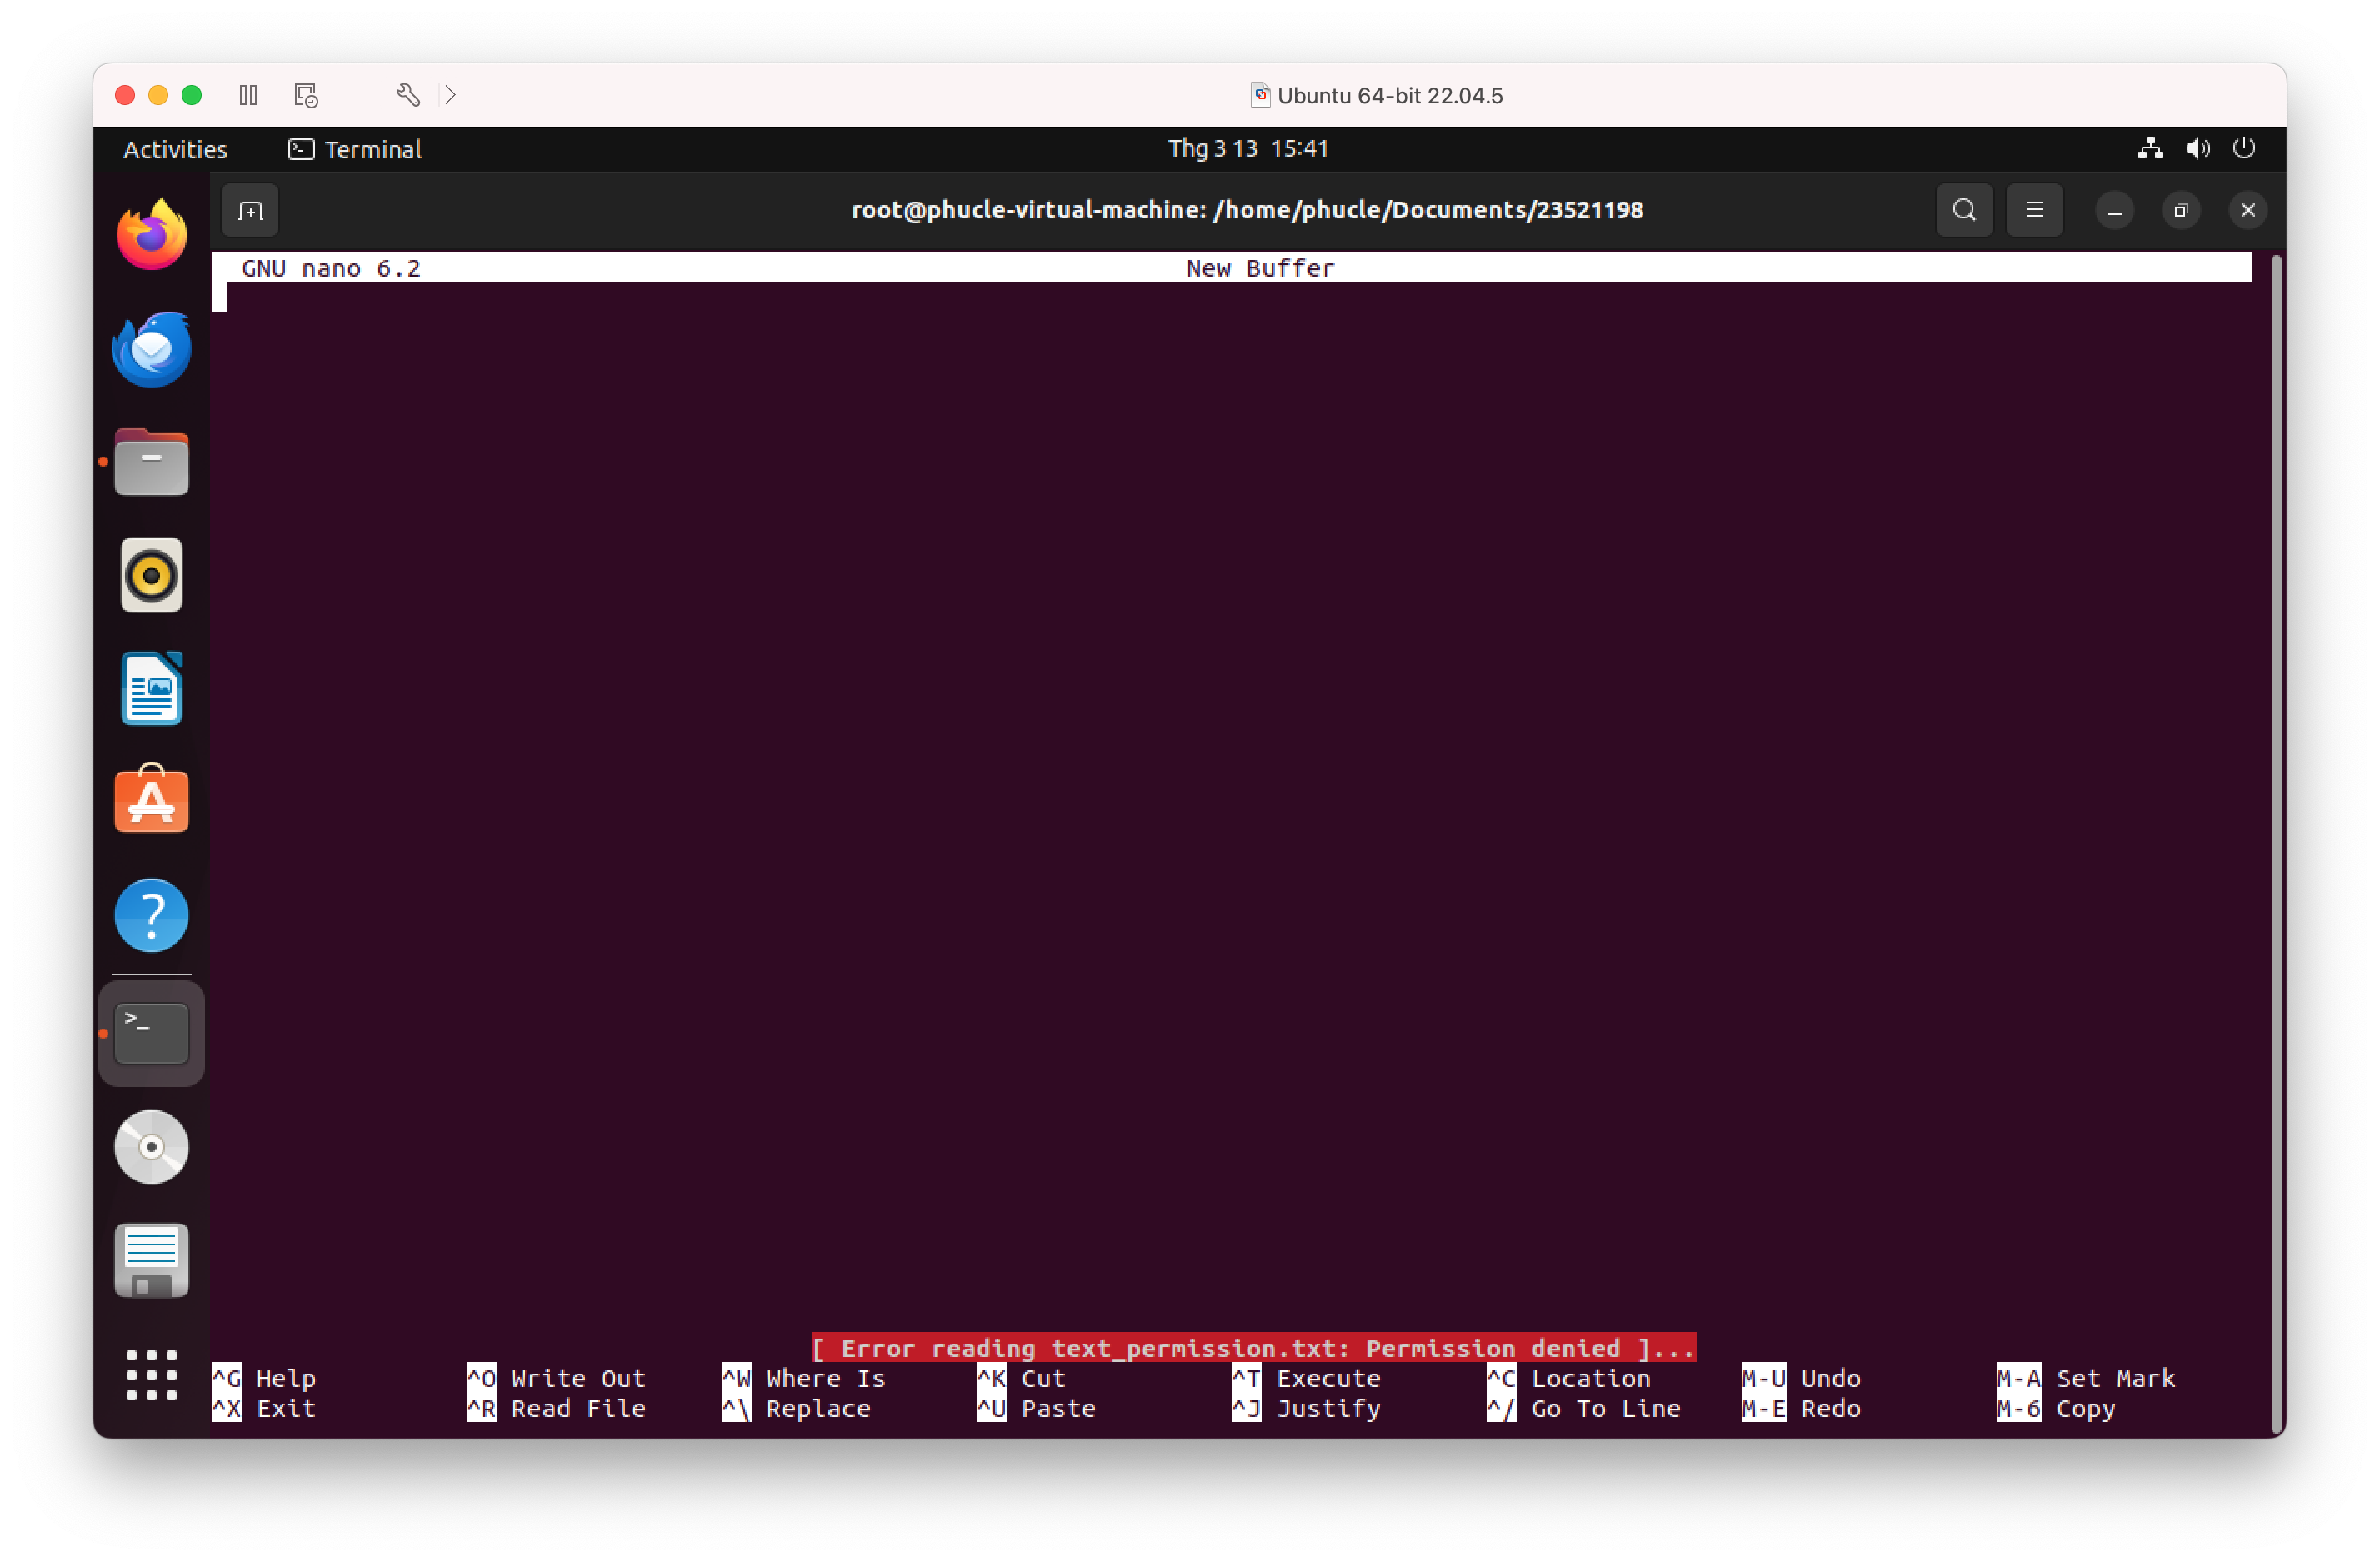 Ubuntu 64-bit 22.04.5
Activities Terminal Thg 3 13 15:41
root@phucle-virtual-machine: /home/phucle/Documents/23521198
GNU nano 6.2 New Buffer
>_
[ Error reading text_permission.txt: Permission denied ]...
^G Help ^O Write Out ^W Where Is ^K Cut ^T Execute ^C Location M-U Undo M-A Set Mark
^X Exit ^R Read File ^\ Replace ^U Paste ^J Justify ^/ Go To Line M-E Redo M-6 Copy